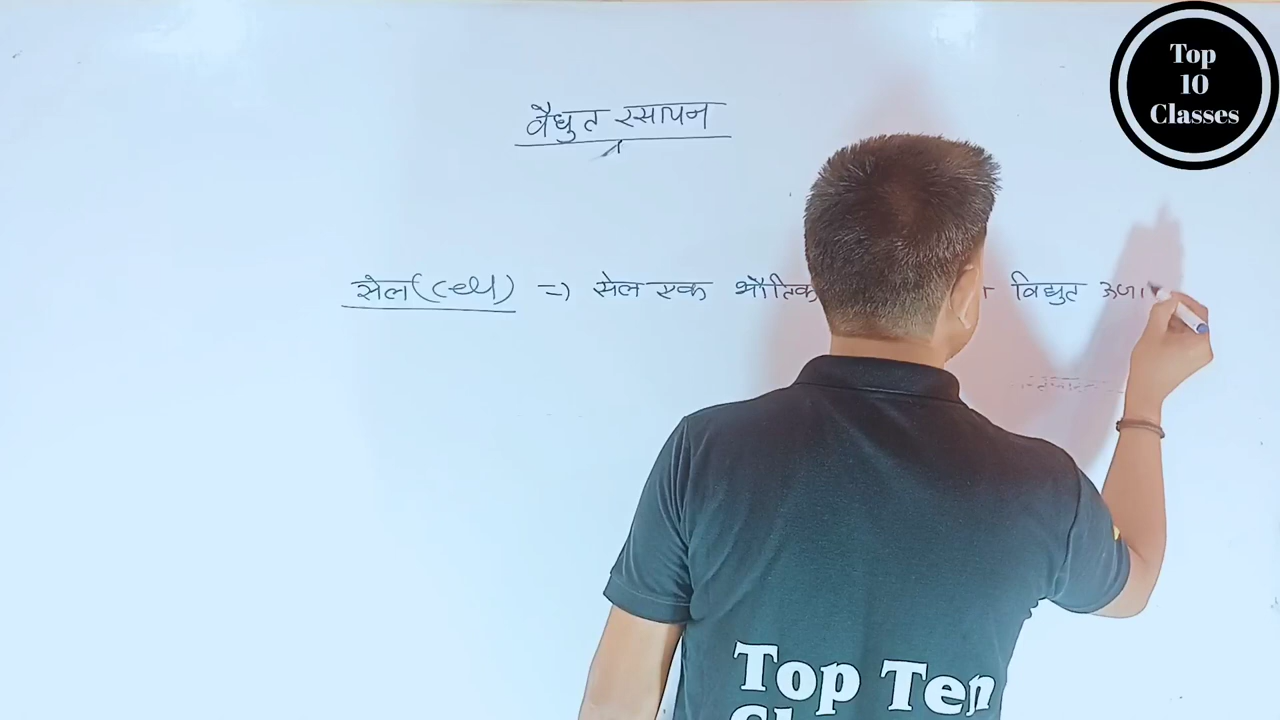 Top
10
Classes
वैद्युत रसायन
सेल (Cell) => सेल एक भौतिक विद्युत ऊर्जा
Top Ten